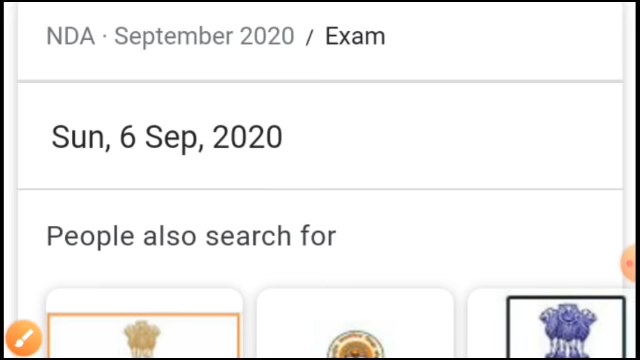 NDA · September 2020 / Exam
Sun, 6 Sep, 2020
People also search for